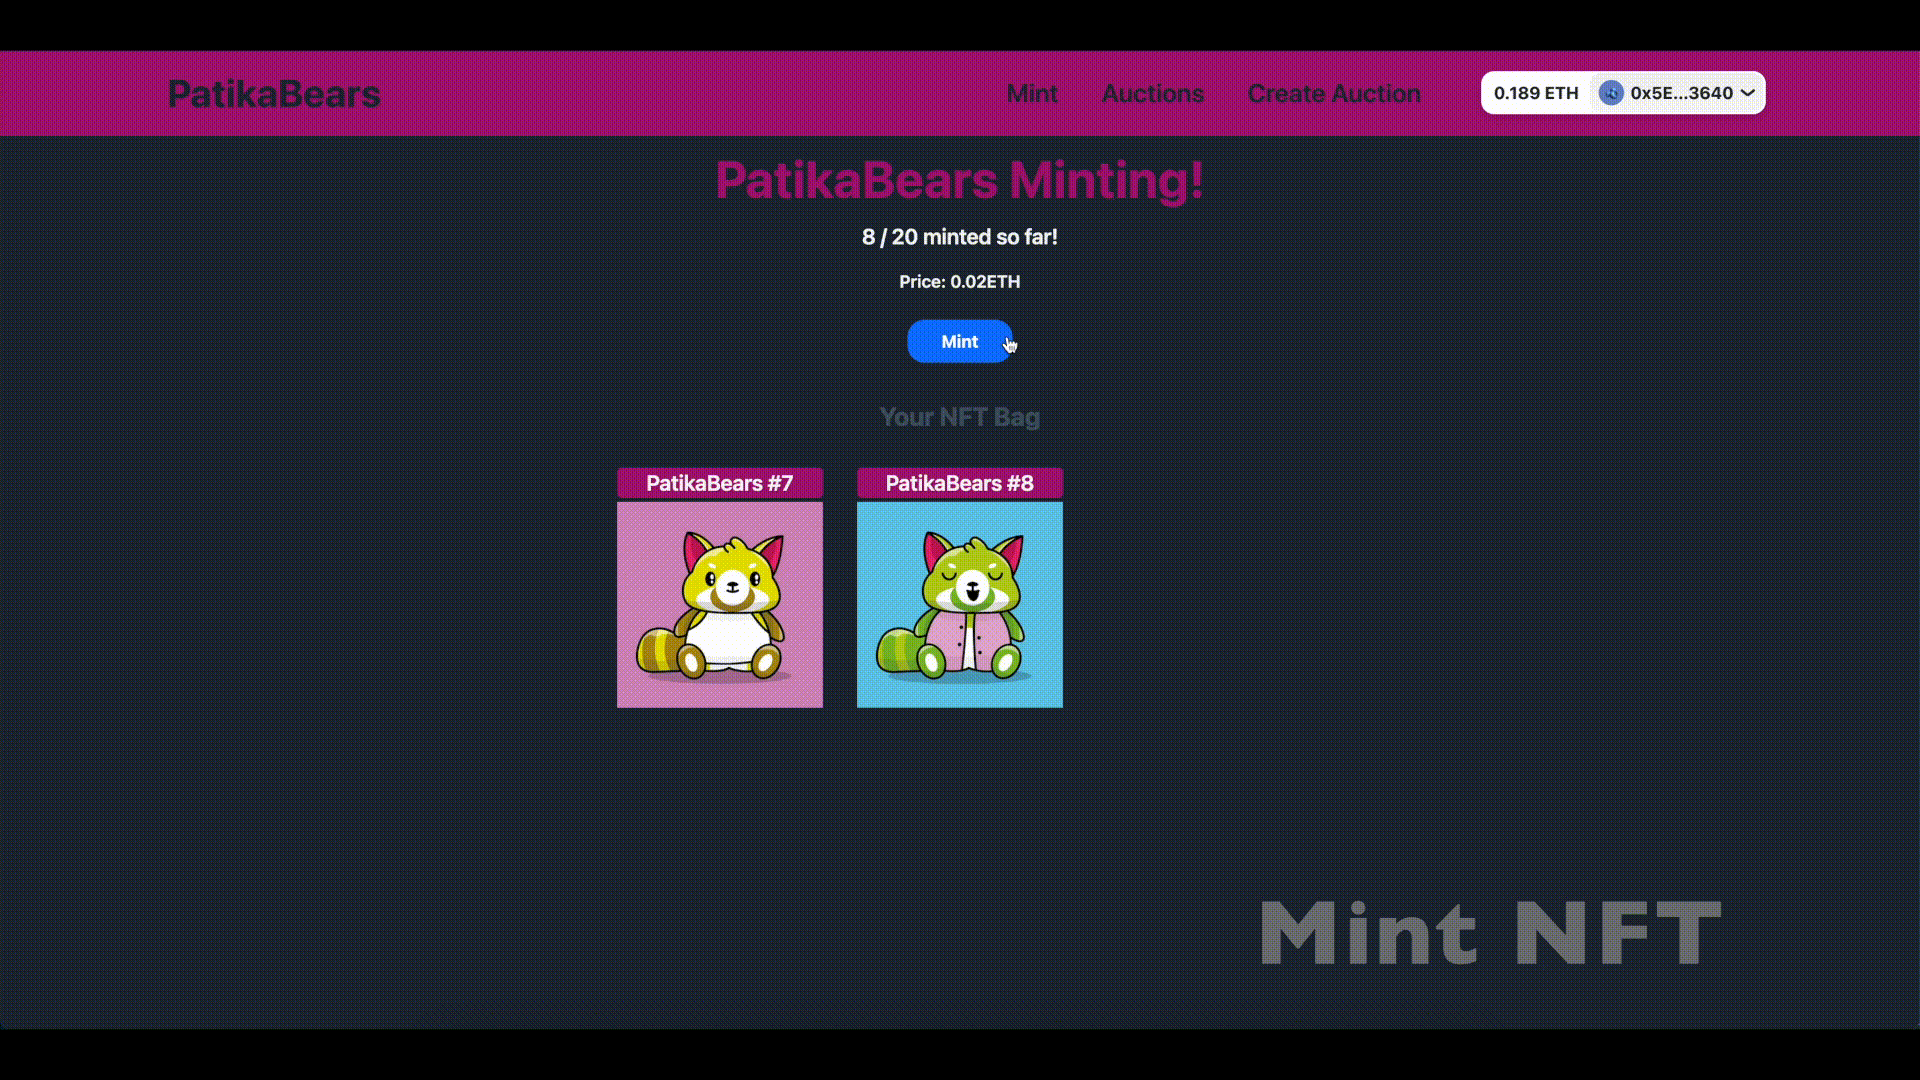 PatikaBears
Mint
Auctions
Create Auction
0.189 ETH
0x5E...3640
PatikaBears Minting!
8 / 20 minted so far!
Price: 0.02ETH
Mint
Your NFT Bag
PatikaBears #7
PatikaBears #8
Mint NFT